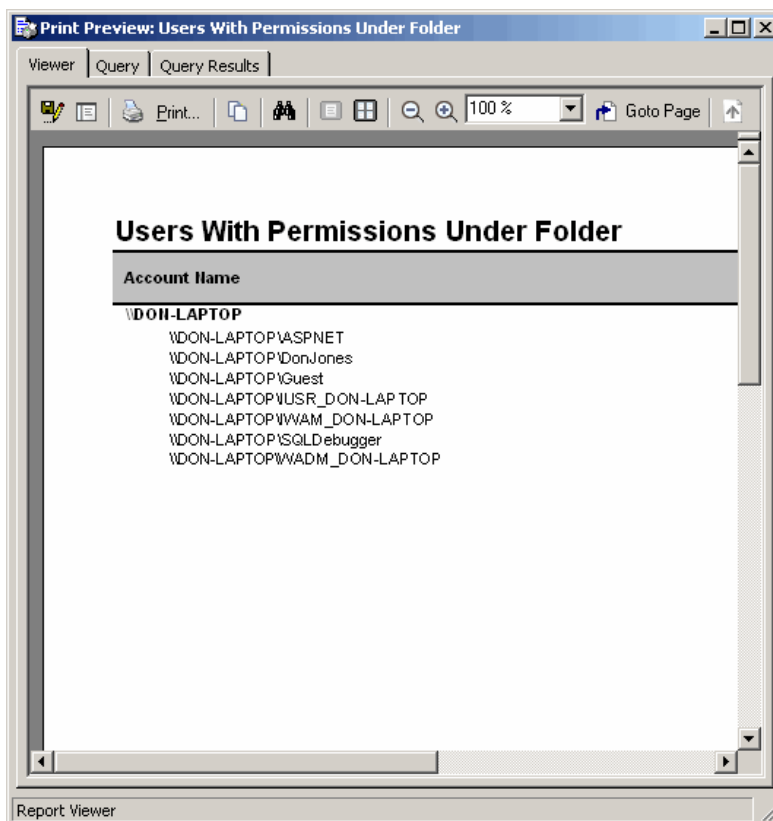 Print Preview: Users With Permissions Under Folder
Viewer Query Query Results
Print... 100 % Goto Page
Users With Permissions Under Folder
Account Name
\\DON-LAPTOP
\\DON-LAPTOP\ASPNET
\\DON-LAPTOP\DonJones
\\DON-LAPTOP\Guest
\\DON-LAPTOP\IUSR_DON-LAPTOP
\\DON-LAPTOP\IWAM_DON-LAPTOP
\\DON-LAPTOP\SQLDebugger
\\DON-LAPTOP\WADM_DON-LAPTOP
Report Viewer